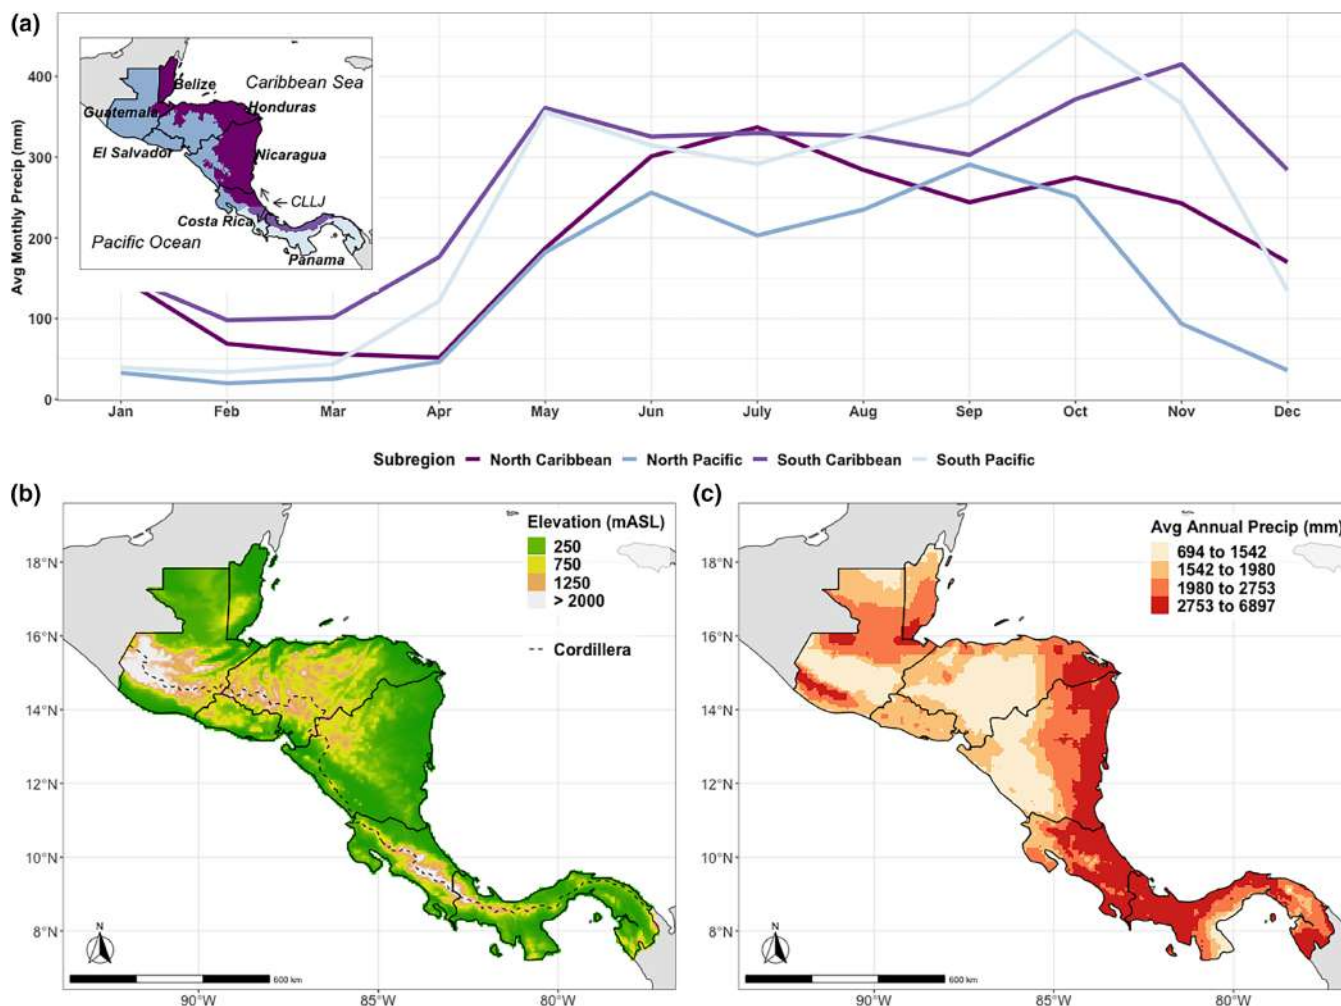 (a)
Avg Monthly Precip (mm)
400
300
200
100
0
Belize
Caribbean Sea
Guatemala
Honduras
El Salvador
Nicaragua
CLLJ
Costa Rica
Pacific Ocean
Panama
Jan Feb Mar Apr May Jun July Aug Sep Oct Nov Dec
Subregion North Caribbean North Pacific South Caribbean South Pacific
(b)
Elevation (mASL)
250
750
1250
> 2000
Cordillera
18°N
16°N
14°N
12°N
10°N
8°N
N
600 km
90°W 85°W 80°W
(c)
Avg Annual Precip (mm)
694 to 1542
1542 to 1980
1980 to 2753
2753 to 6897
18°N
16°N
14°N
12°N
10°N
8°N
N
600 km
90°W 85°W 80°W